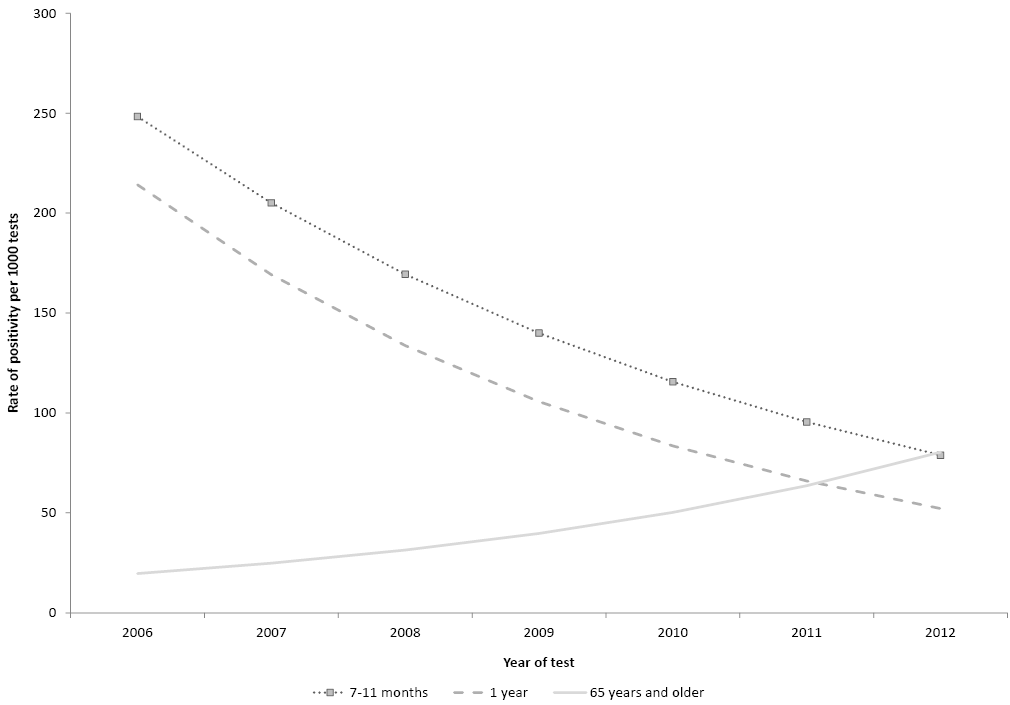 300
250
200
150
100
50
0
Rate of positivity per 1000 tests
2006 2007 2008 2009 2010 2011 2012
Year of test
7-11 months 1 year 65 years and older